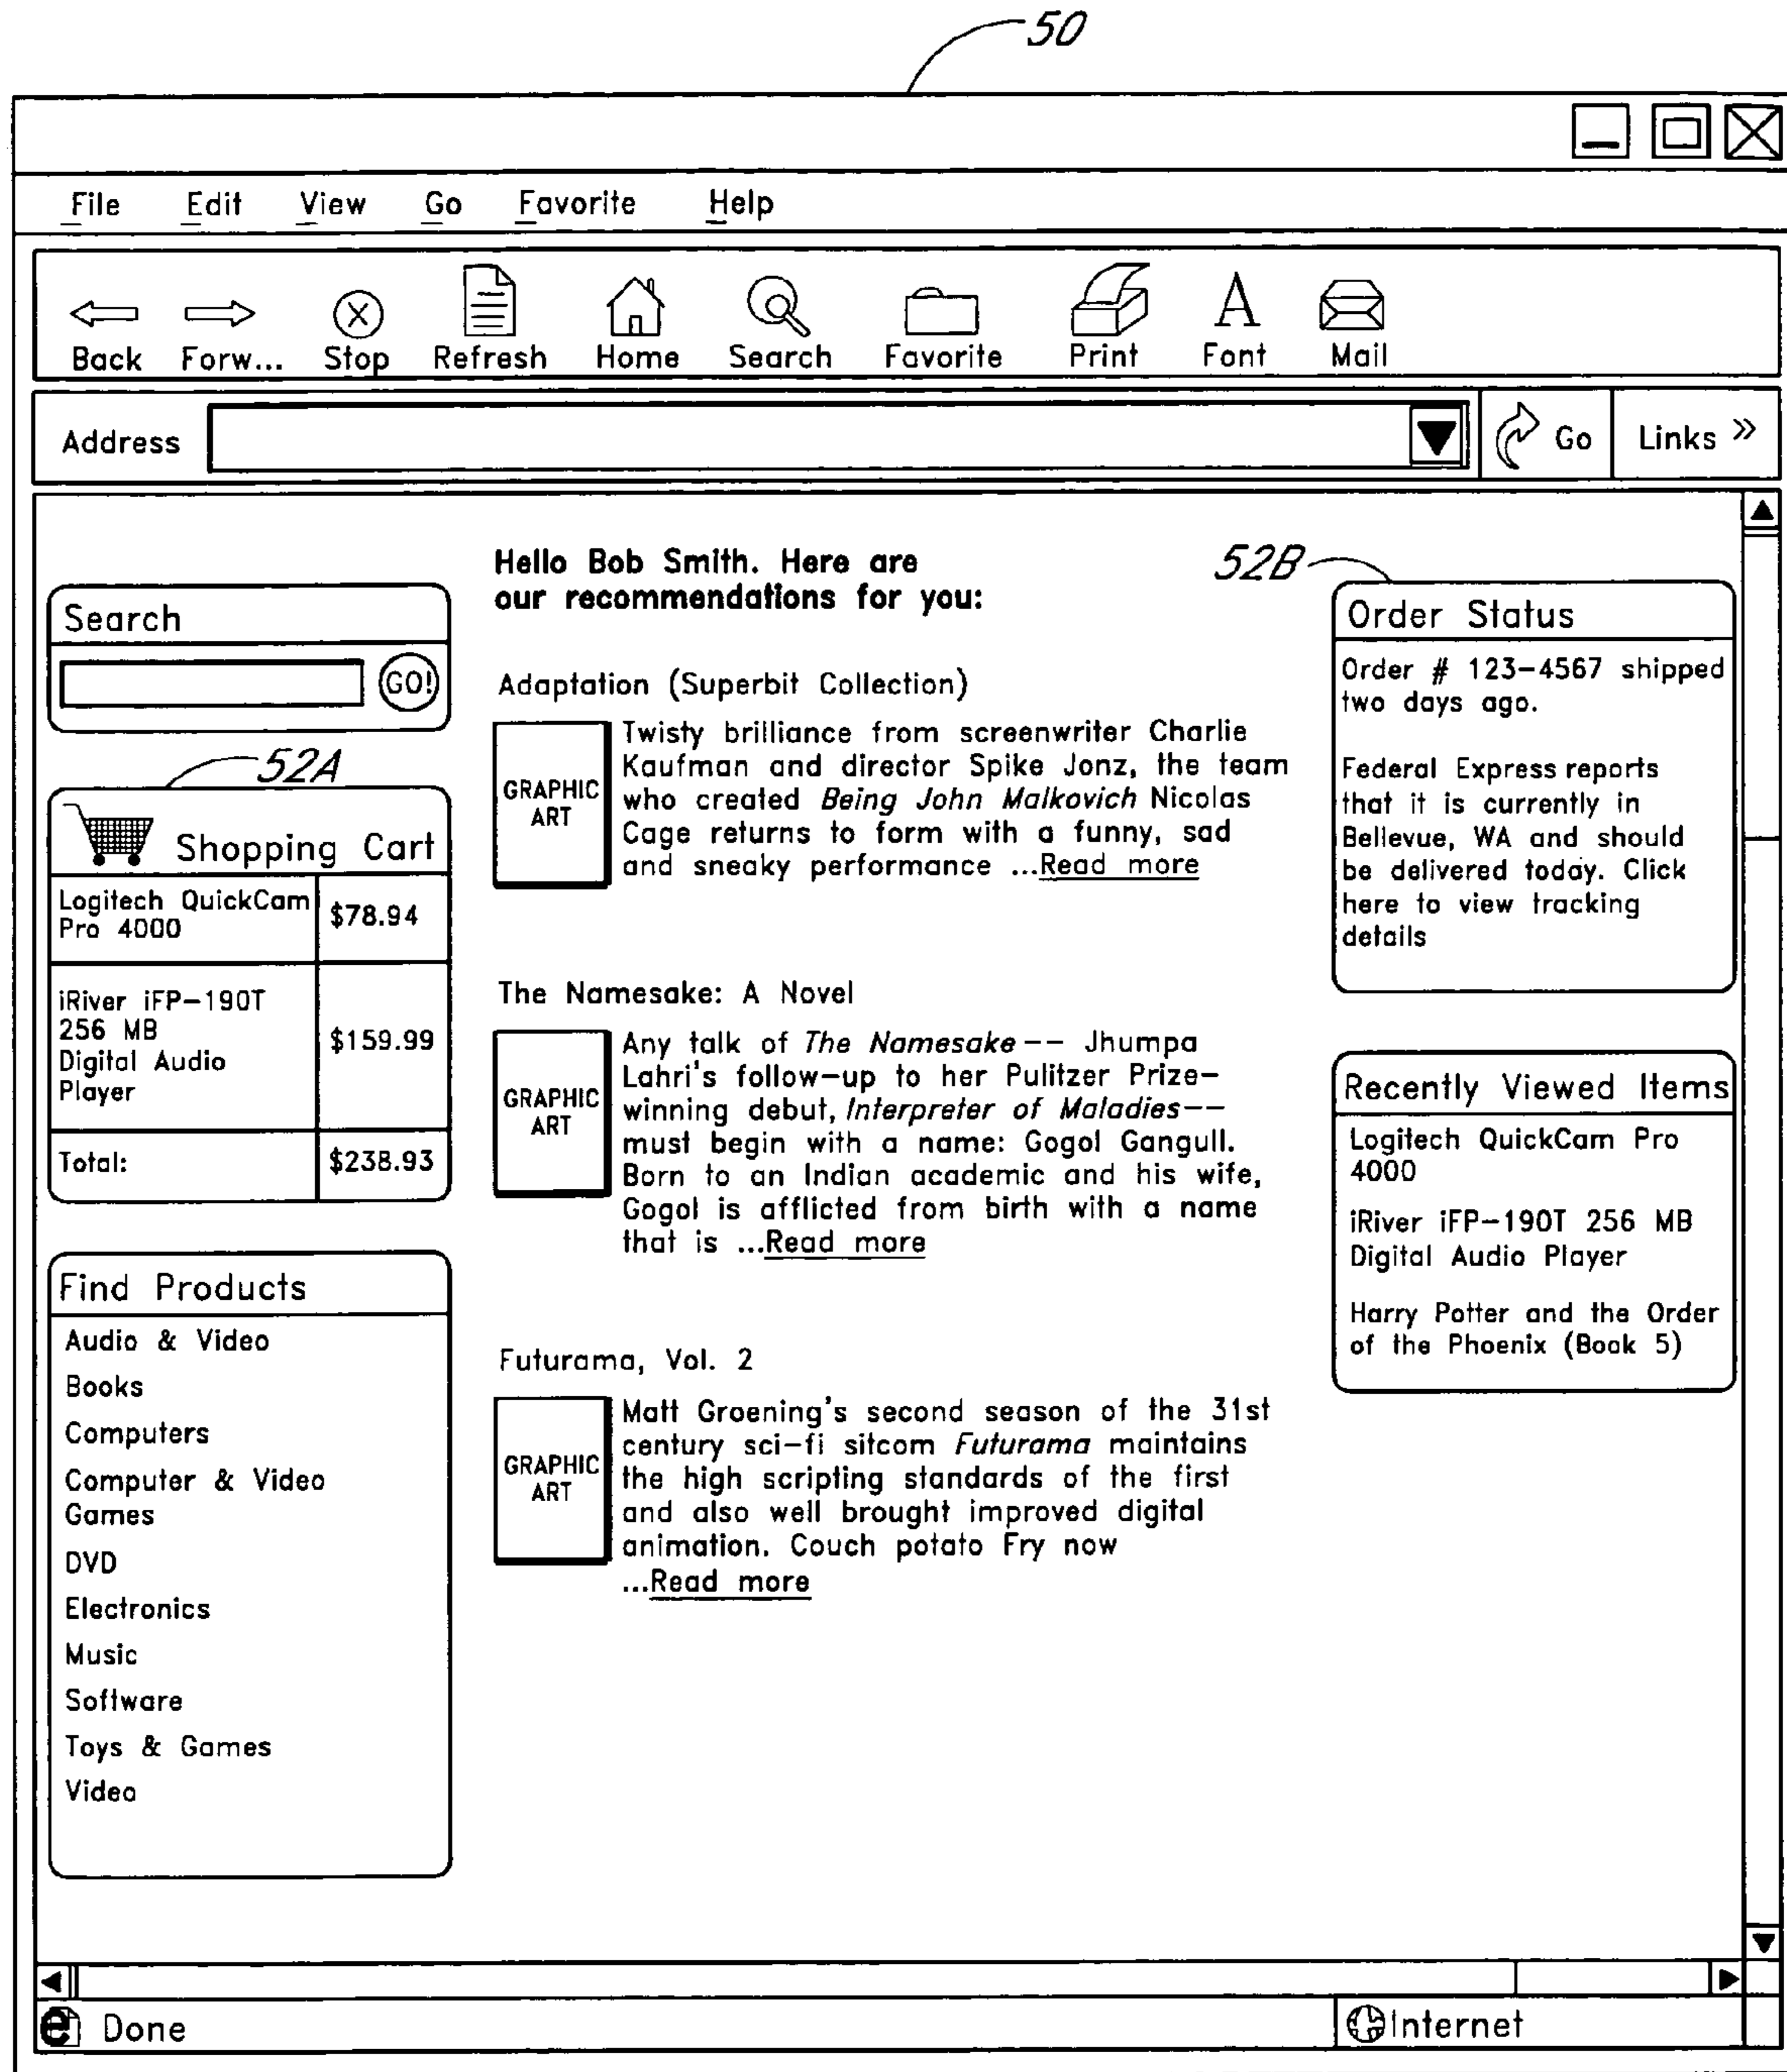 50
File Edit View Go Favorite Help
Back Forw... Stop Refresh Home Search Favorite Print Font Mail
Address Go Links »
Search
GO!
52A
Shopping Cart
Logitech QuickCam
Pro 4000
$78.94
iRiver iFP-190T
256 MB
Digital Audio
Player
$159.99
Total: $238.93
Find Products
Audio & Video
Books
Computers
Computer & Video
Games
DVD
Electronics
Music
Software
Toys & Games
Video
Hello Bob Smith. Here are
our recommendations for you:
Adaptation (Superbit Collection)
GRAPHIC
ART
Twisty brilliance from screenwriter Charlie
Kaufman and director Spike Jonz, the team
who created Being John Malkovich Nicolas
Cage returns to form with a funny, sad
and sneaky performance ...Read more
The Namesake: A Novel
GRAPHIC
ART
Any talk of The Namesake-- Jhumpa
Lahri's follow-up to her Pulitzer Prize-
winning debut, Interpreter of Maladies--
must begin with a name: Gogol Gangull.
Born to an Indian academic and his wife,
Gogol is afflicted from birth with a name
that is ...Read more
Futurama, Vol. 2
GRAPHIC
ART
Matt Groening's second season of the 31st
century sci-fi sitcom Futurama maintains
the high scripting standards of the first
and also well brought improved digital
animation. Couch potato Fry now
...Read more
52B
Order Status
Order # 123-4567 shipped
two days ago.
Federal Express reports
that it is currently in
Bellevue, WA and should
be delivered today. Click
here to view tracking
details
Recently Viewed Items
Logitech QuickCam Pro
4000
iRiver iFP-190T 256 MB
Digital Audio Player
Harry Potter and the Order
of the Phoenix (Book 5)
e Done Internet